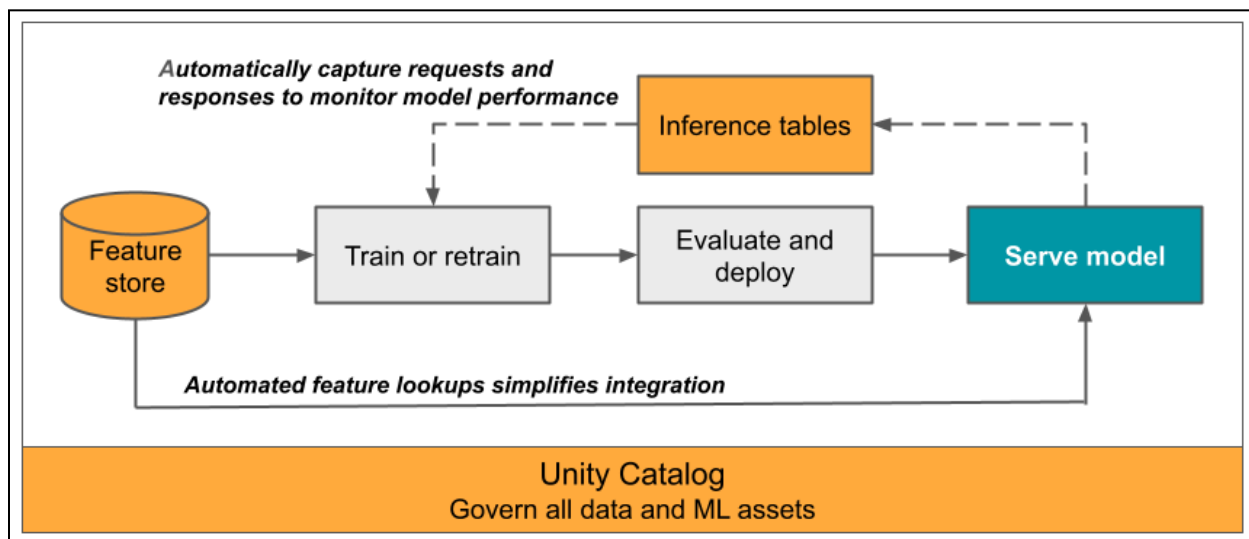 Automatically capture requests and
responses to monitor model performance
Inference tables
Feature
store
Train or retrain
Evaluate and
deploy
Serve model
Automated feature lookups simplifies integration
Unity Catalog
Govern all data and ML assets